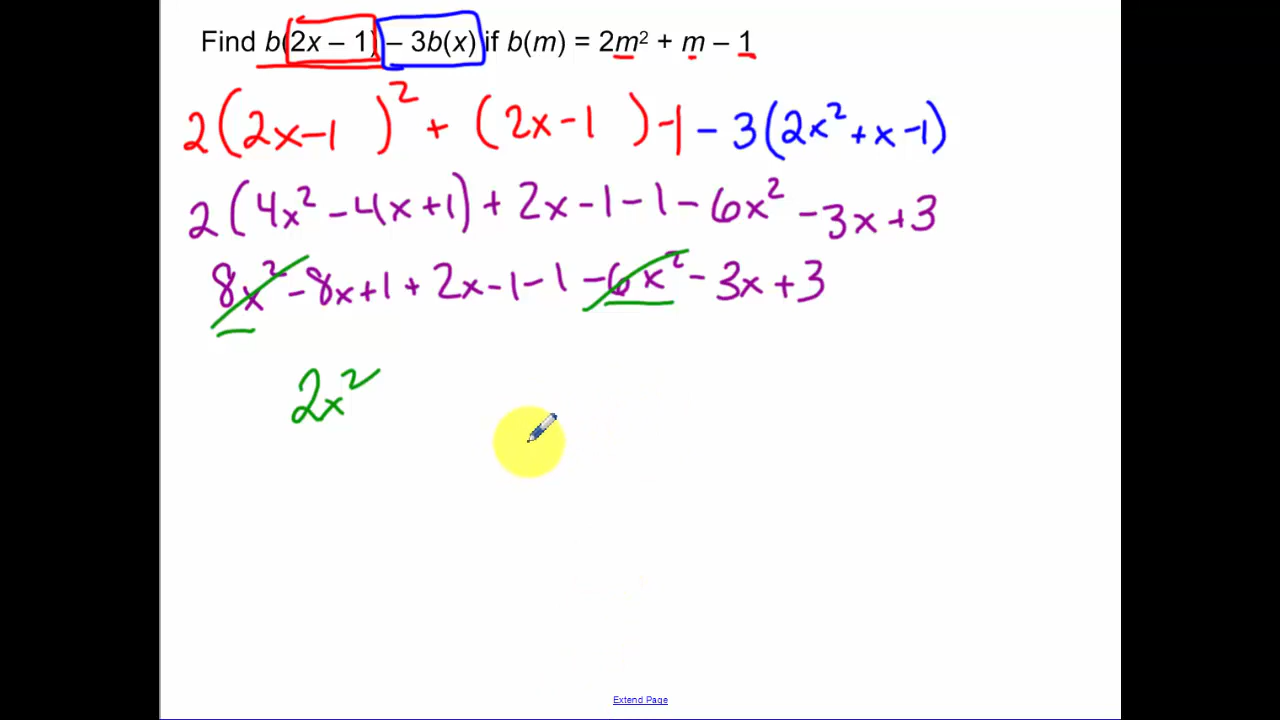 Find b(2x – 1) – 3b(x) if b(m) = 2m² + m – 1
2(2x-1)² + (2x-1) -1 - 3(2x² + x -1)
2(4x² -4x +1) + 2x -1 -1 - 6x² -3x +3
8x² -8x +1 + 2x -1 -1 -6x² - 3x +3
2x²
Extend Page